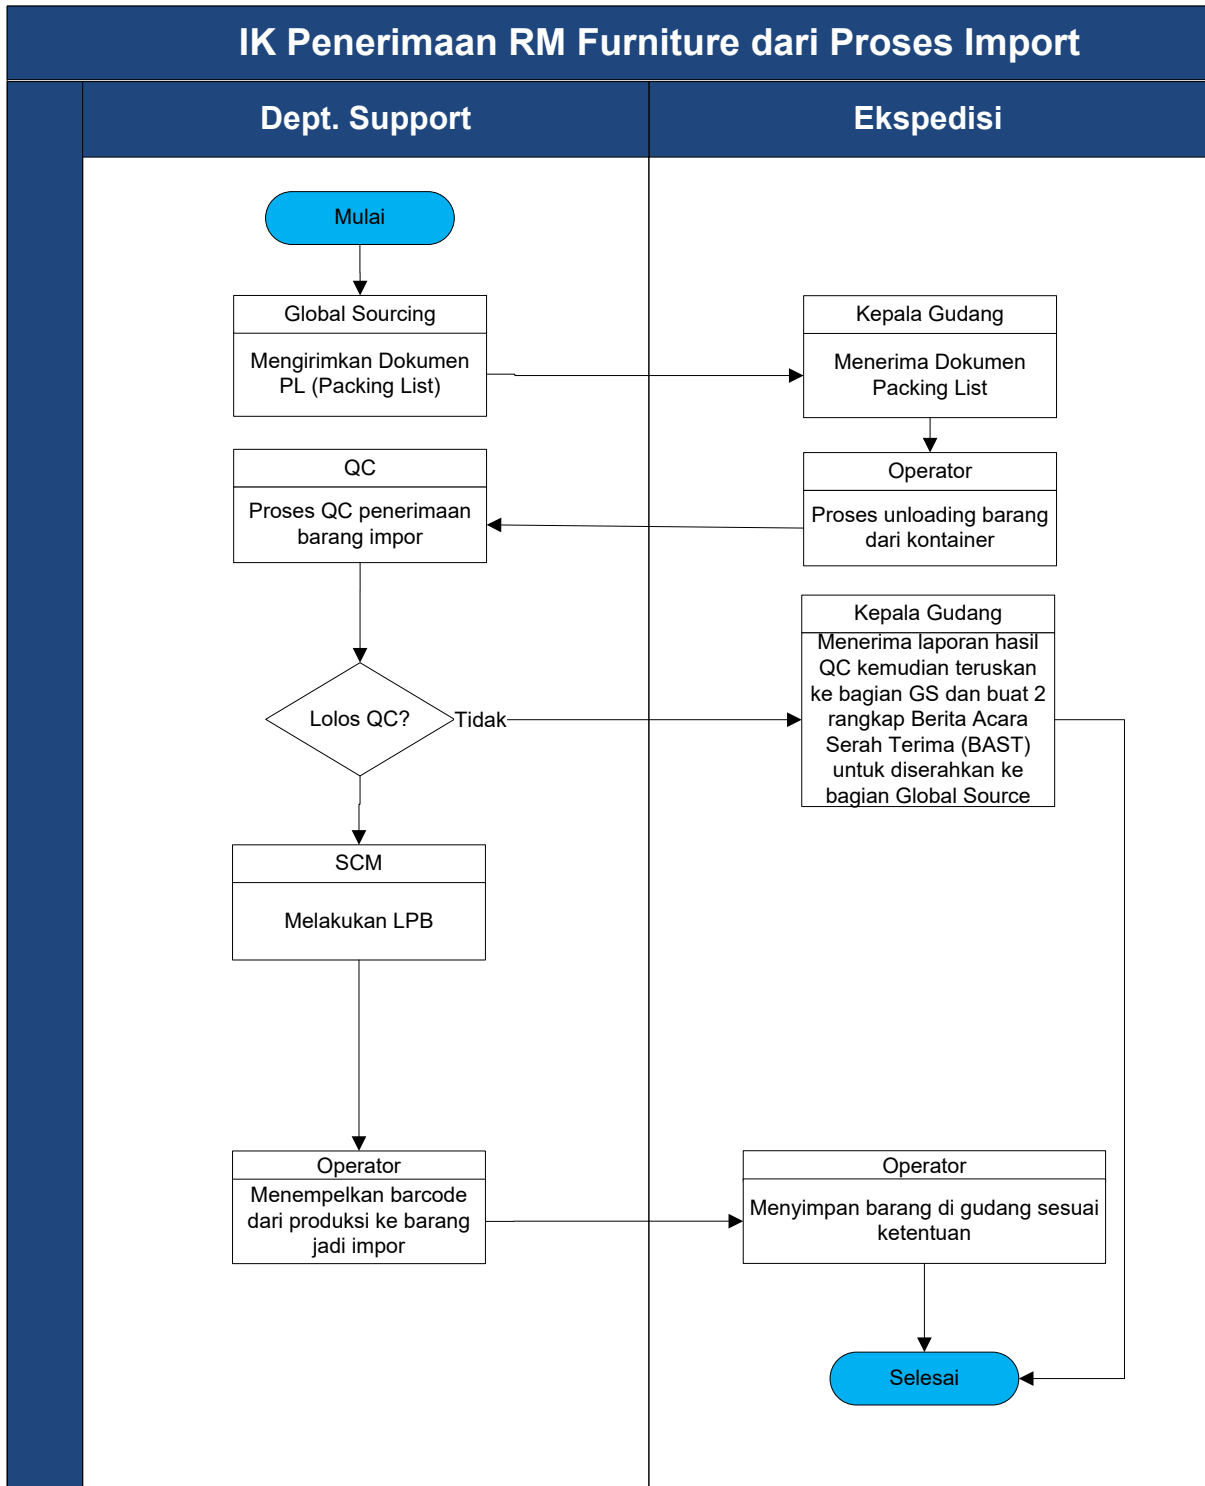 IK Penerimaan RM Furniture dari Proses Import
Dept. Support
Ekspedisi
Mulai
Global Sourcing
Mengirimkan Dokumen
PL (Packing List)
Kepala Gudang
Menerima Dokumen
Packing List
QC
Proses QC penerimaan
barang impor
Operator
Proses unloading barang
dari kontainer
Lolos QC?
Tidak
Kepala Gudang
Menerima laporan hasil
QC kemudian teruskan
ke bagian GS dan buat 2
rangkap Berita Acara
Serah Terima (BAST)
untuk diserahkan ke
bagian Global Source
SCM
Melakukan LPB
Operator
Menempelkan barcode
dari produksi ke barang
jadi impor
Operator
Menyimpan barang di gudang sesuai
ketentuan
Selesai